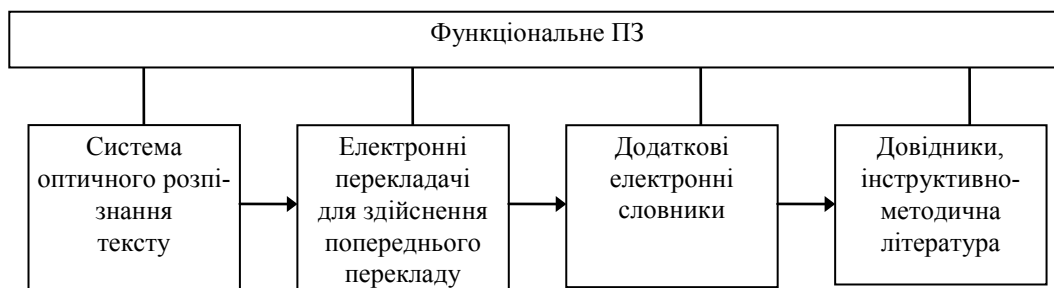 Функціональне ПЗ
Система
оптичного розпі-
знання
тексту
Електронні
перекладачі
для здійснення
попереднього
перекладу
Додаткові
електронні
словники
Довідники,
інструктивно-
методична
література